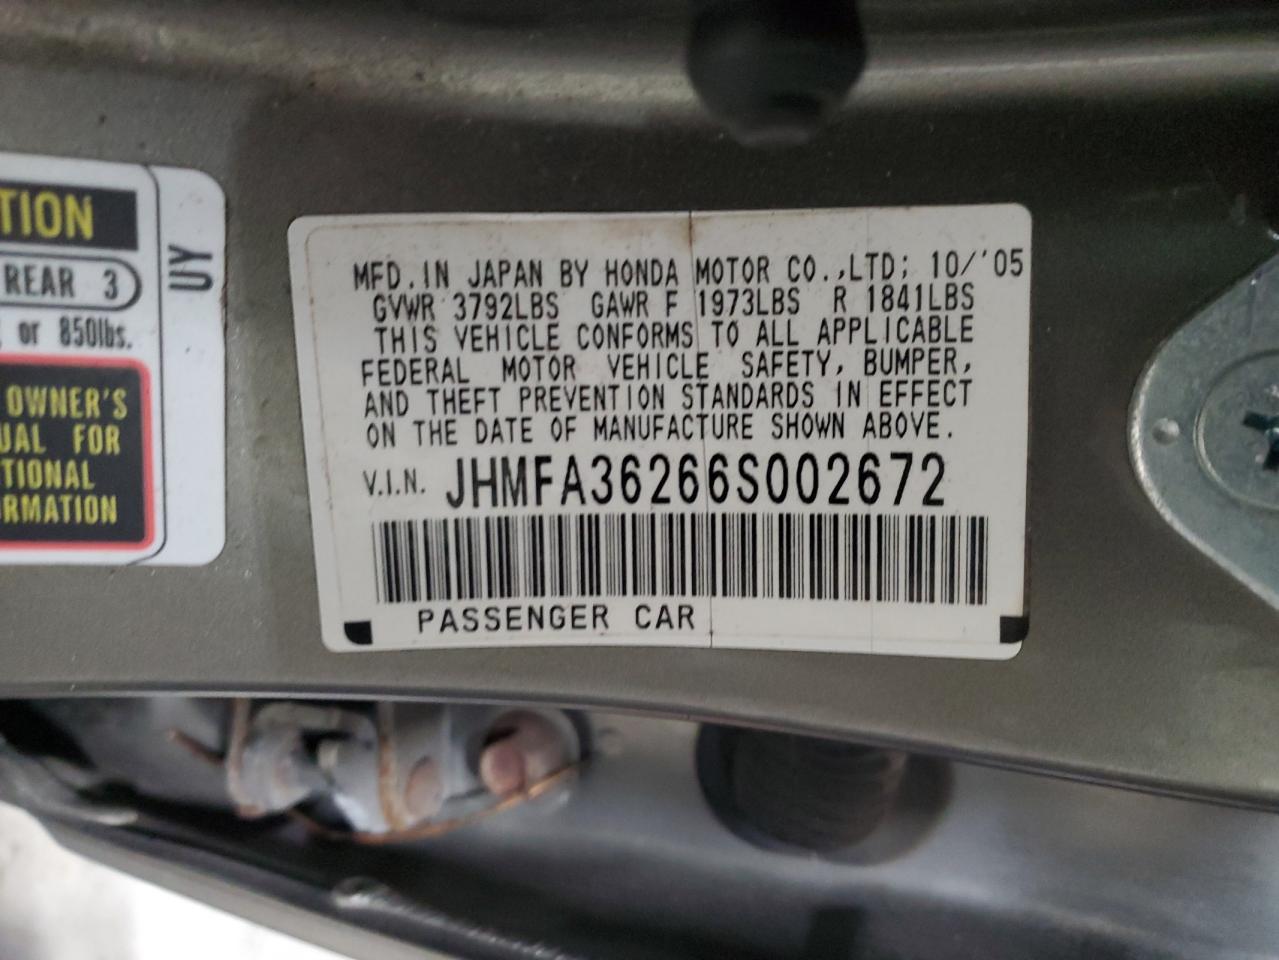 TION
REAR 3
or 850lbs.
OWNER'S
UAL FOR
TIONAL
RMATION
UY
MFD. IN JAPAN BY HONDA MOTOR CO.,LTD; 10/'05
GVWR 3792LBS GAWR F 1973LBS R 1841LBS
THIS VEHICLE CONFORMS TO ALL APPLICABLE
FEDERAL MOTOR VEHICLE SAFETY, BUMPER,
AND THEFT PREVENTION STANDARDS IN EFFECT
ON THE DATE OF MANUFACTURE SHOWN ABOVE.
V.I.N. JHMFA36266S002672
PASSENGER CAR